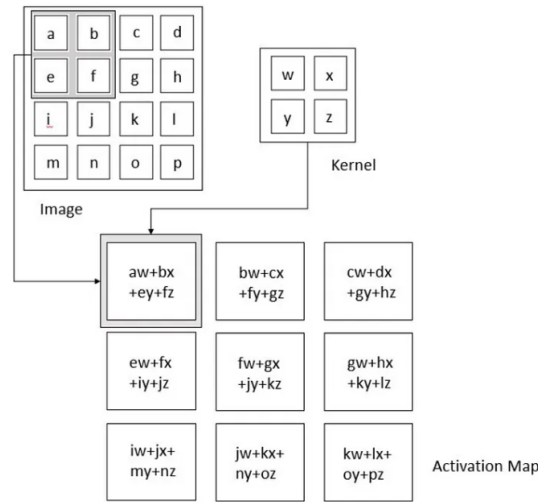 a b c d
e f g h
i j k l
m n o p
Image
w x
y z
Kernel
aw+bx
+ey+fz
bw+cx
+fy+gz
cw+dx
+gy+hz
ew+fx
+iy+jz
fw+gx
+jy+kz
gw+hx
+ky+lz
iw+jx+
my+nz
jw+kx+
ny+oz
kw+lx+
oy+pz
Activation Map